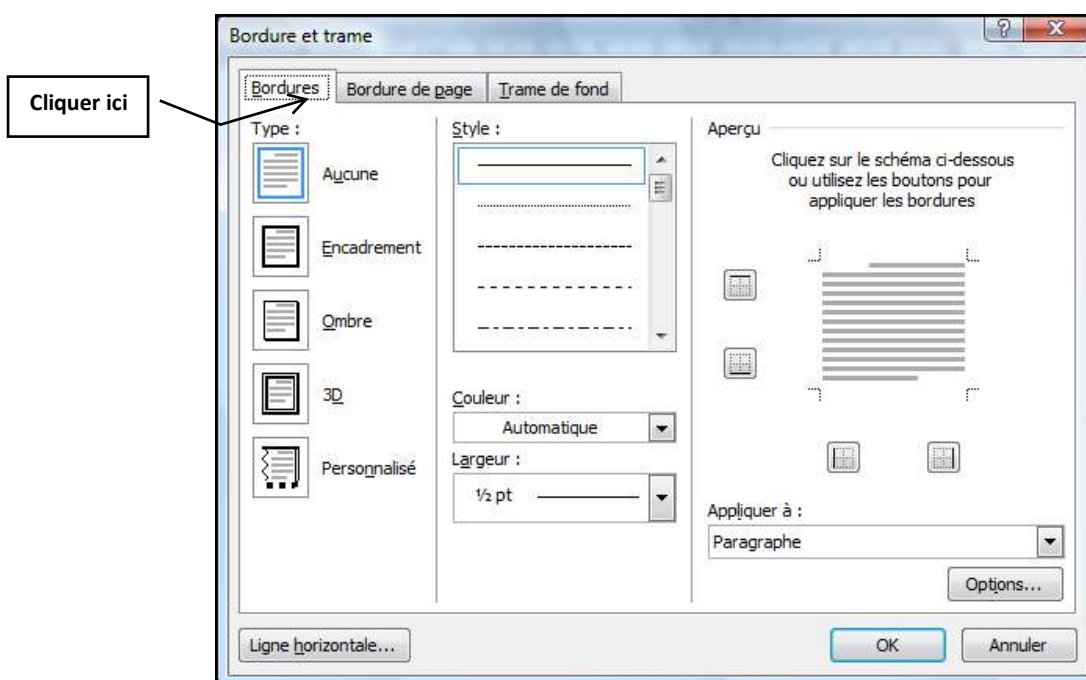 Bordure et trame
Cliquer ici
Bordures
Bordure de page
Trame de fond
Type :
Aucune
Encadrement
Ombre
3D
Personnalisé
Style :
Couleur :
Automatique
Largeur :
½ pt
Aperçu
Cliquez sur le schéma ci-dessous
ou utilisez les boutons pour
appliquer les bordures
Appliquer à :
Paragraphe
Options...
Ligne horizontale...
OK
Annuler